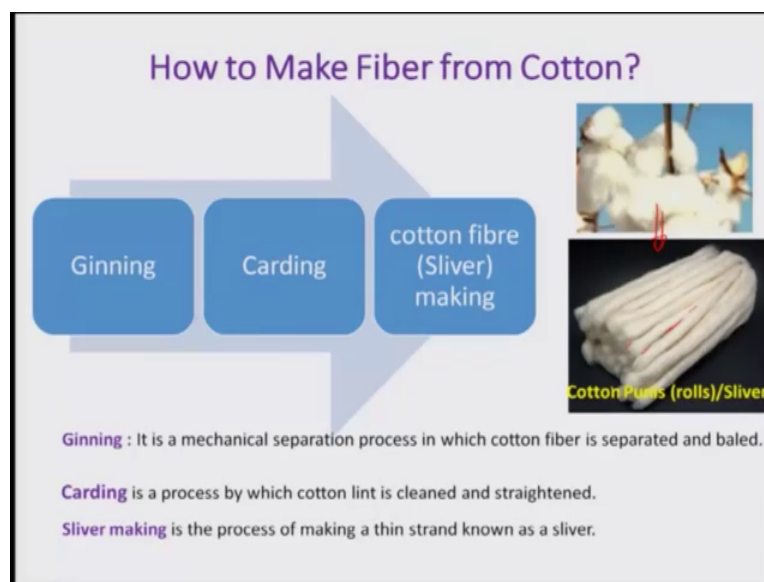 How to Make Fiber from Cotton?
Ginning
Carding
cotton fibre
(Sliver)
making
Cotton Punis (rolls)/Sliver
Ginning : It is a mechanical separation process in which cotton fiber is separated and baled.
Carding is a process by which cotton lint is cleaned and straightened.
Sliver making is the process of making a thin strand known as a sliver.